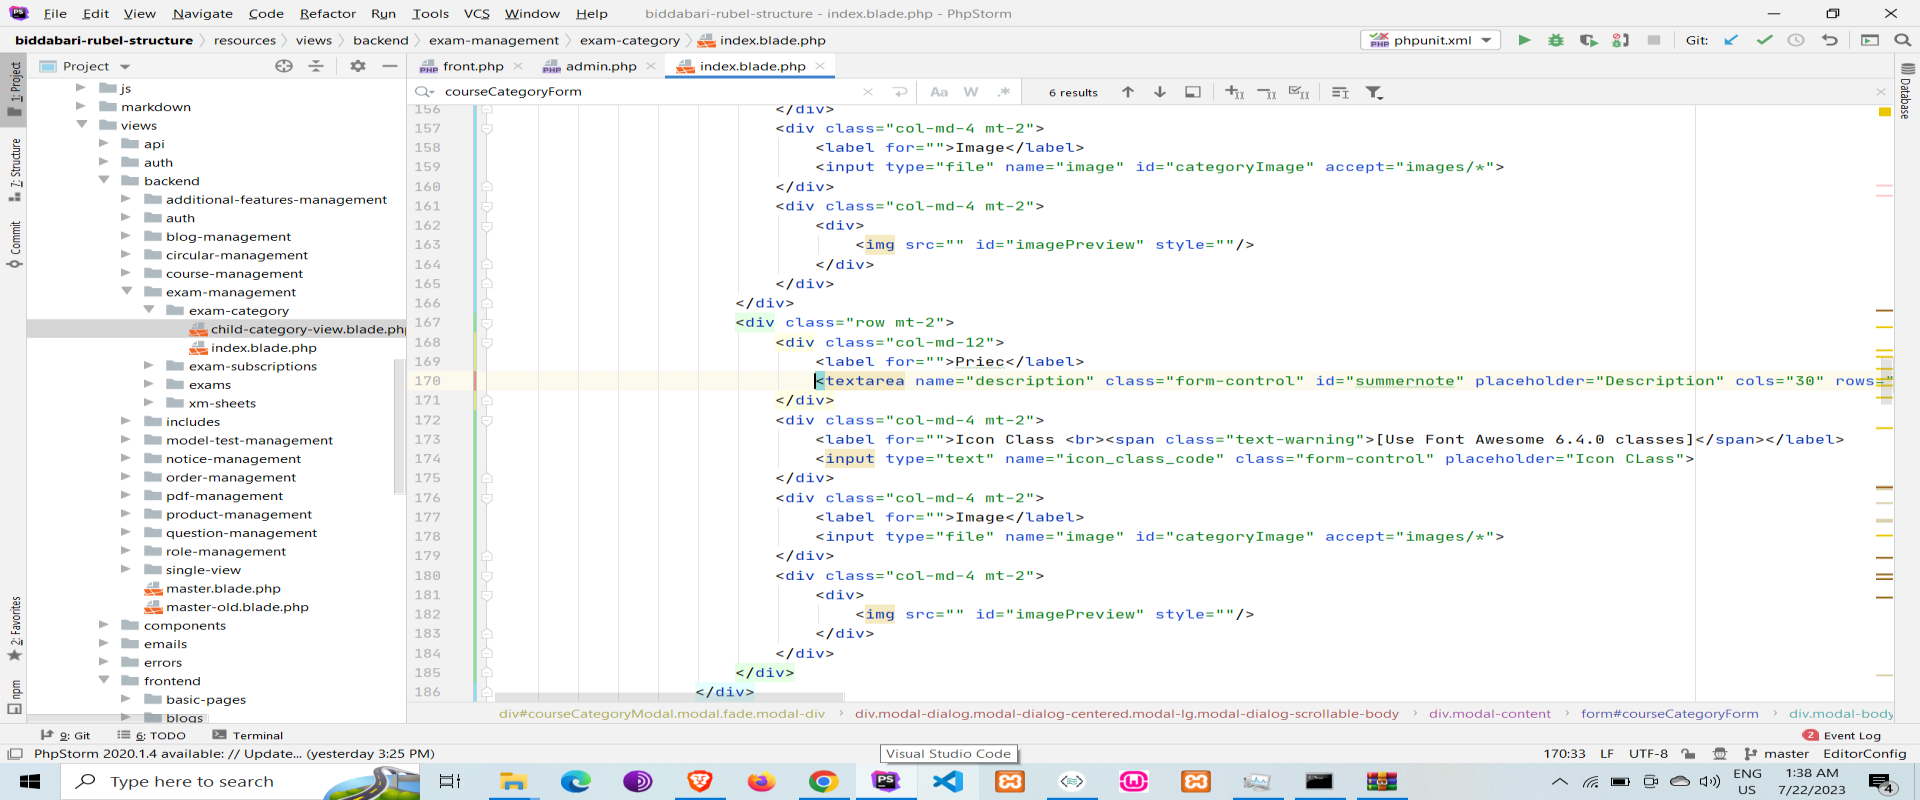 File Edit View Navigate Code Refactor Run Tools VCS Window Help biddabari-rubel-structure - index.blade.php - PhpStorm
biddabari-rubel-structure resources views backend exam-management exam-category index.blade.php phpunit.xml Git:
Project front.php admin.php index.blade.php
courseCategoryForm Aa W .* 6 results
1: Project
7: Structure
Commit
2: Favorites
npm
Database
js
markdown
views
api
auth
backend
additional-features-management
auth
blog-management
circular-management
course-management
exam-management
exam-category
child-category-view.blade.php
index.blade.php
exam-subscriptions
exams
xm-sheets
includes
model-test-management
notice-management
order-management
pdf-management
product-management
question-management
role-management
single-view
master.blade.php
master-old.blade.php
components
emails
errors
frontend
basic-pages
blogs
156 </div>
157 <div class="col-md-4 mt-2">
158 <label for="">Image</label>
159 <input type="file" name="image" id="categoryImage" accept="images/*">
160 </div>
161 <div class="col-md-4 mt-2">
162 <div>
163 <img src="" id="imagePreview" style=""/>
164 </div>
165 </div>
166 </div>
167 <div class="row mt-2">
168 <div class="col-md-12">
169 <label for="">Priec</label>
170 <textarea name="description" class="form-control" id="summernote" placeholder="Description" cols="30" rows="
171 </div>
172 <div class="col-md-4 mt-2">
173 <label for="">Icon Class <br><span class="text-warning">[Use Font Awesome 6.4.0 classes]</span></label>
174 <input type="text" name="icon_class_code" class="form-control" placeholder="Icon CLass">
175 </div>
176 <div class="col-md-4 mt-2">
177 <label for="">Image</label>
178 <input type="file" name="image" id="categoryImage" accept="images/*">
179 </div>
180 <div class="col-md-4 mt-2">
181 <div>
182 <img src="" id="imagePreview" style=""/>
183 </div>
184 </div>
185 </div>
186 </div>
div#courseCategoryModal.modal.fade.modal-div div.modal-dialog.modal-dialog-centered.modal-lg.modal-dialog-scrollable-body div.modal-content form#courseCategoryForm div.modal-body
9: Git 6: TODO Terminal 2 Event Log
PhpStorm 2020.1.4 available: // Update... (yesterday 3:25 PM) 170:33 LF UTF-8 master EditorConfig
Visual Studio Code
Type here to search ENG 1:38 AM
US 7/22/2023 4